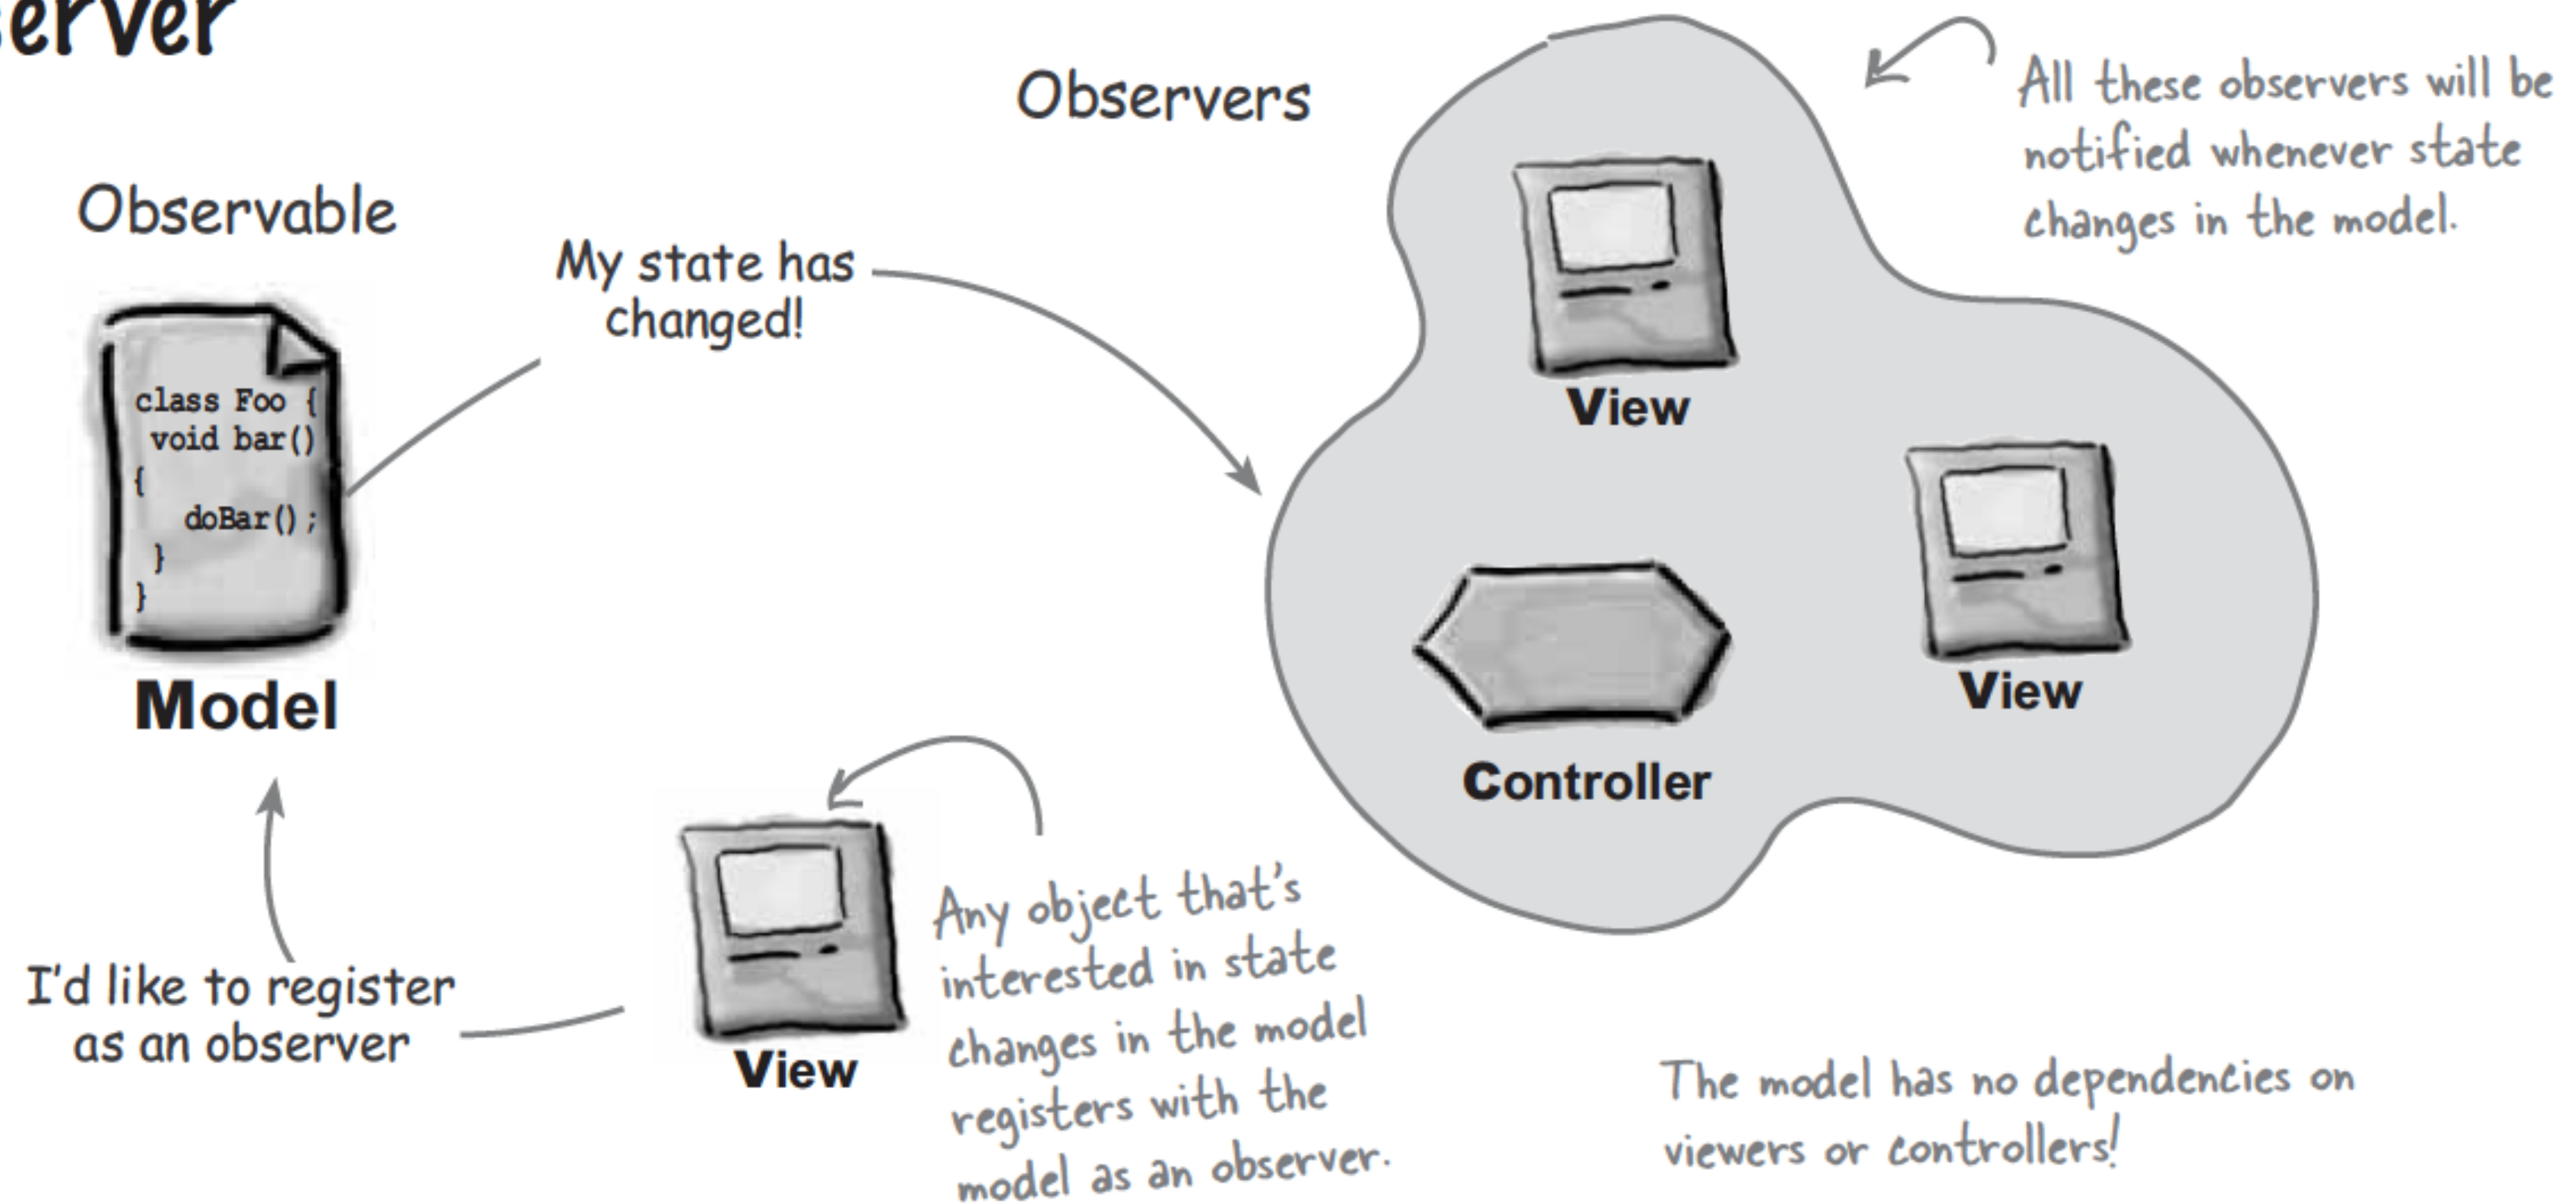 server
Observers
All these observers will be
notified whenever state
changes in the model.
Observable
My state has
changed!
class Foo {
void bar()
{
doBar();
}
}
Model
View
View
Controller
I'd like to register
as an observer
View
Any object that's
interested in state
changes in the model
registers with the
model as an observer.
The model has no dependencies on
viewers or controllers!